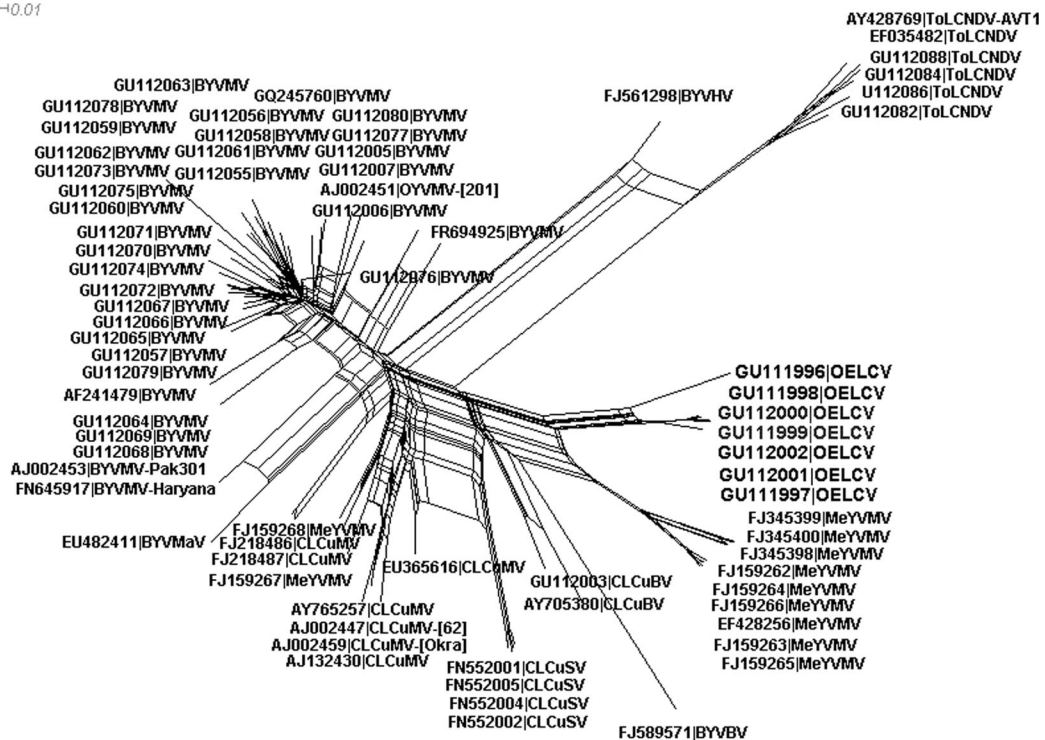 0.01
AY428769|ToLCNDV-AVT1
EF035482|ToLCNDV
GU112088|ToLCNDV
GU112084|ToLCNDV
U112086|ToLCNDV
GU112082|ToLCNDV
FJ561298|BYVHV
GU112063|BYVMV
GQ245760|BYVMV
GU112078|BYVMV
GU112056|BYVMV
GU112080|BYVMV
GU112059|BYVMV
GU112058|BYVMV
GU112077|BYVMV
GU112062|BYVMV
GU112061|BYVMV
GU112005|BYVMV
GU112073|BYVMV
GU112055|BYVMV
GU112007|BYVMV
GU112075|BYVMV
AJ002451|OYVMV-[201]
GU112060|BYVMV
GU112006|BYVMV
GU112071|BYVMV
FR694925|BYVMV
GU112070|BYVMV
GU112074|BYVMV
GU112076|BYVMV
GU112072|BYVMV
GU112067|BYVMV
GU112066|BYVMV
GU112065|BYVMV
GU112057|BYVMV
GU112079|BYVMV
AF241479|BYVMV
GU112064|BYVMV
GU112069|BYVMV
GU112068|BYVMV
AJ002453|BYVMV-Pak301
FN645917|BYVMV-Haryana
EU482411|BYVMaV
GU111996|OELCV
GU111998|OELCV
GU112000|OELCV
GU111999|OELCV
GU112002|OELCV
GU112001|OELCV
GU111997|OELCV
FJ345399|MeYVMV
FJ345400|MeYVMV
FJ345398|MeYVMV
FJ159262|MeYVMV
FJ159264|MeYVMV
FJ159266|MeYVMV
EF428256|MeYVMV
FJ159263|MeYVMV
FJ159265|MeYVMV
FJ159268|MeYVMV
FJ218486|CLCuMV
FJ218487|CLCuMV
FJ159267|MeYVMV
EU365616|CLCuMV
GU112003|CLCuBV
AY705380|CLCuBV
AY765257|CLCuMV
AJ002447|CLCuMV-[62]
AJ002459|CLCuMV-[Okra]
AJ132430|CLCuMV
FN552001|CLCuSV
FN552005|CLCuSV
FN552004|CLCuSV
FN552002|CLCuSV
FJ589571|BYVBV